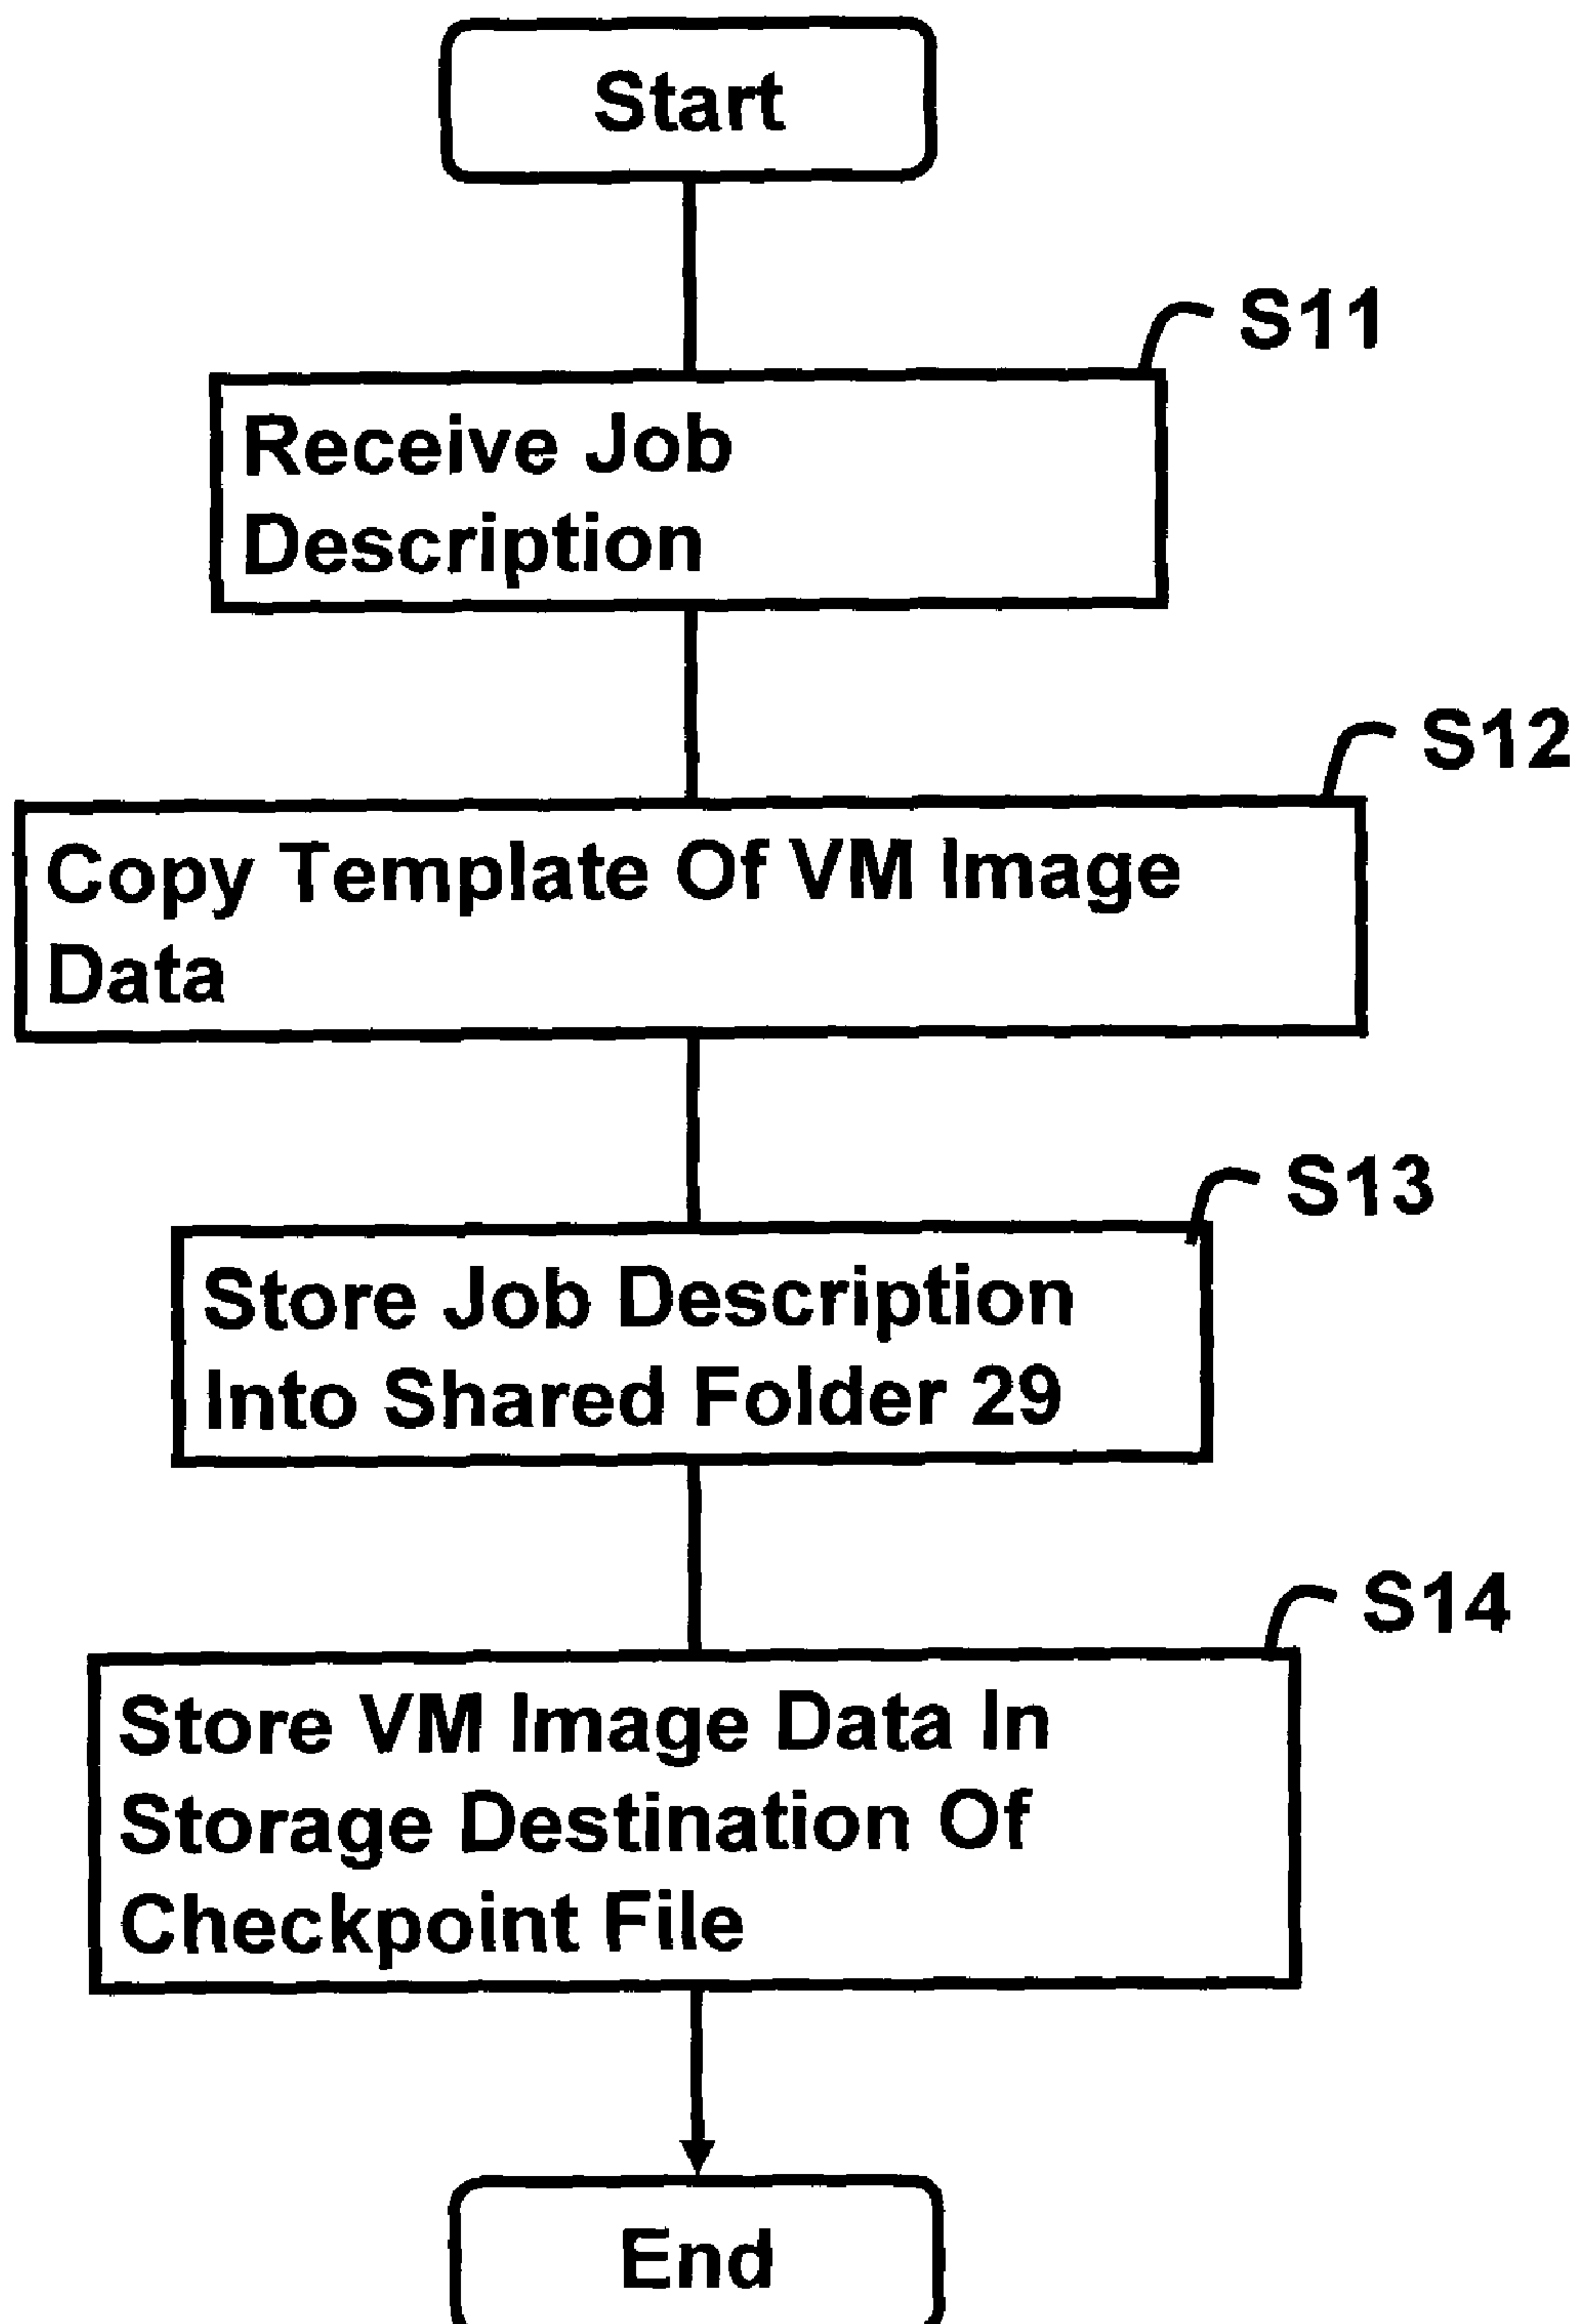 Start
S11
Receive Job
Description
S12
Copy Template Of VM Image
Data
S13
Store Job Description
Into Shared Folder 29
S14
Store VM Image Data In
Storage Destination Of
Checkpoint File
End